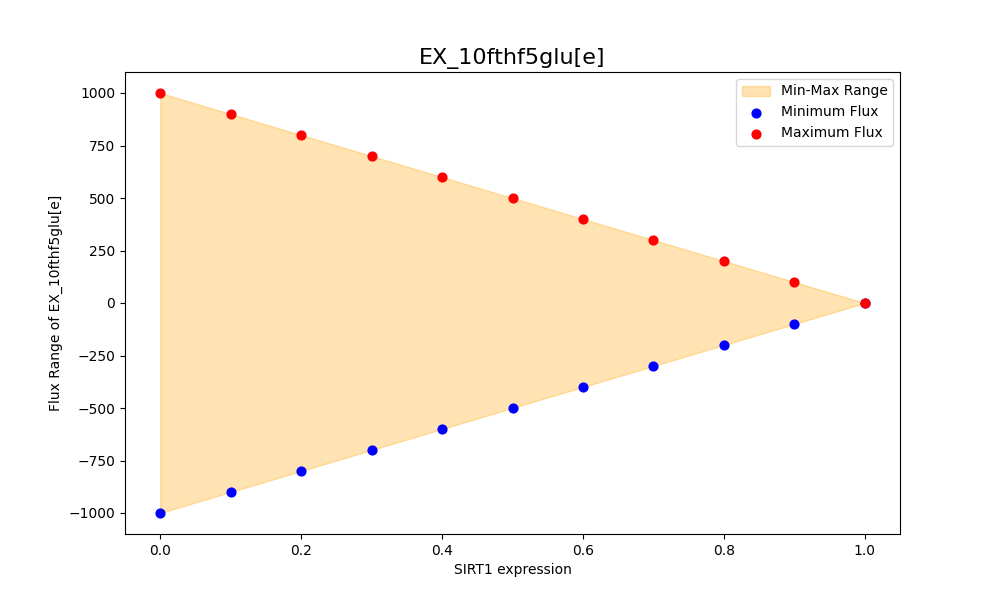 EX_10fthf5glu[e]
Min-Max Range
Minimum Flux
Maximum Flux
Flux Range of EX_10fthf5glu[e]
1000
750
500
250
0
−250
−500
−750
−1000
0.0 0.2 0.4 0.6 0.8 1.0
SIRT1 expression